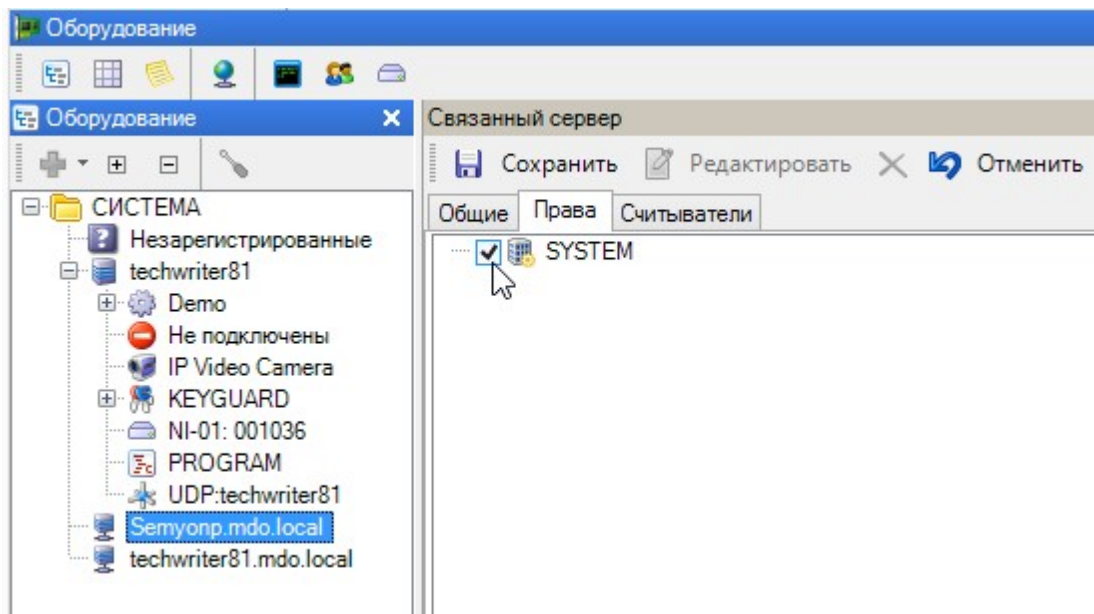 Оборудование
Оборудование
Связанный сервер
Сохранить Редактировать Отменить
Общие Права Считыватели
СИСТЕМА
Незарегистрированные
techwriter81
Demo
Не подключены
IP Video Camera
KEYGUARD
NI-01: 001036
PROGRAM
UDP:techwriter81
Semyonp.mdo.local
techwriter81.mdo.local
SYSTEM